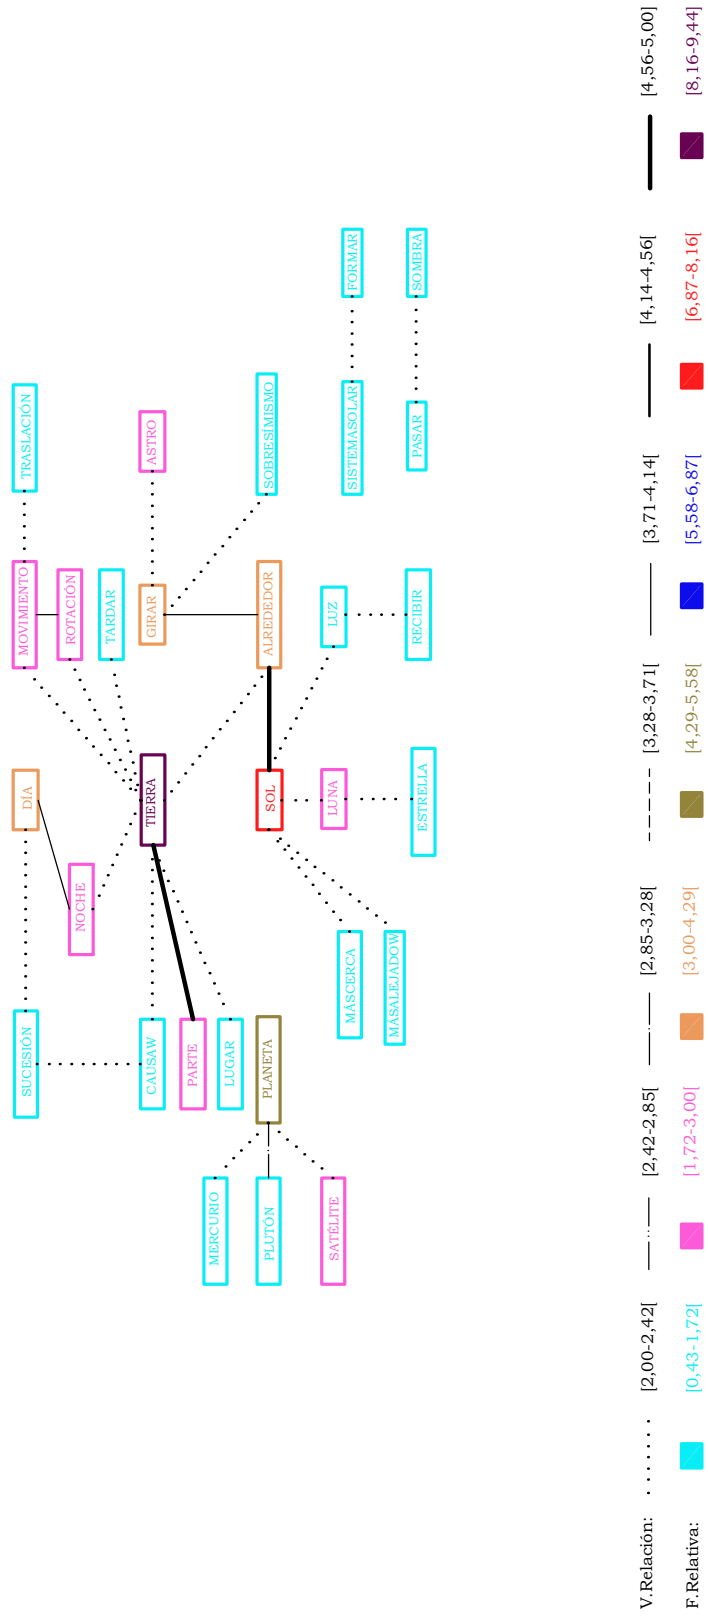 SUCESIÓN DÍA MOVIMIENTO TRASLACIÓN
NOCHE ROTACIÓN
TARDAR
CAUSAW TIERRA GIRAR ASTRO
PARTE
MERCURIO LUGAR
PLUTÓN PLANETA SOL ALREDEDOR SOBRESÍMISMO
SATÉLITE LUNA LUZ
MÁSCERCA SISTEMASOLAR FORMAR
MÁSALEJADOW
ESTRELLA RECIBIR PASAR SOMBRA
V.Relación: [2,00-2,42[ [2,42-2,85[ [2,85-3,28[ [3,28-3,71[ [3,71-4,14[ [4,14-4,56[ [4,56-5,00[
F.Relativa: [0,43-1,72[ [1,72-3,00[ [3,00-4,29[ [4,29-5,58[ [5,58-6,87[ [6,87-8,16[ [8,16-9,44[